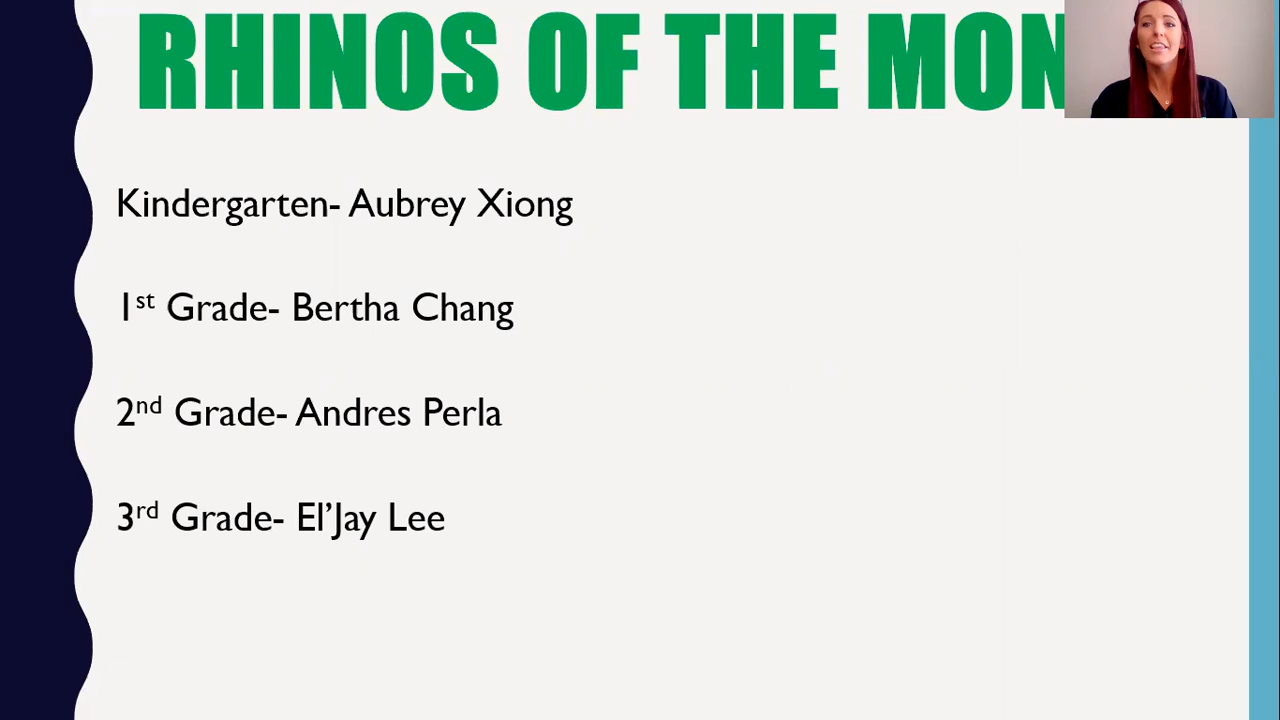 RHINOS OF THE MON
Kindergarten- Aubrey Xiong
1st Grade- Bertha Chang
2nd Grade- Andres Perla
3rd Grade- El’Jay Lee